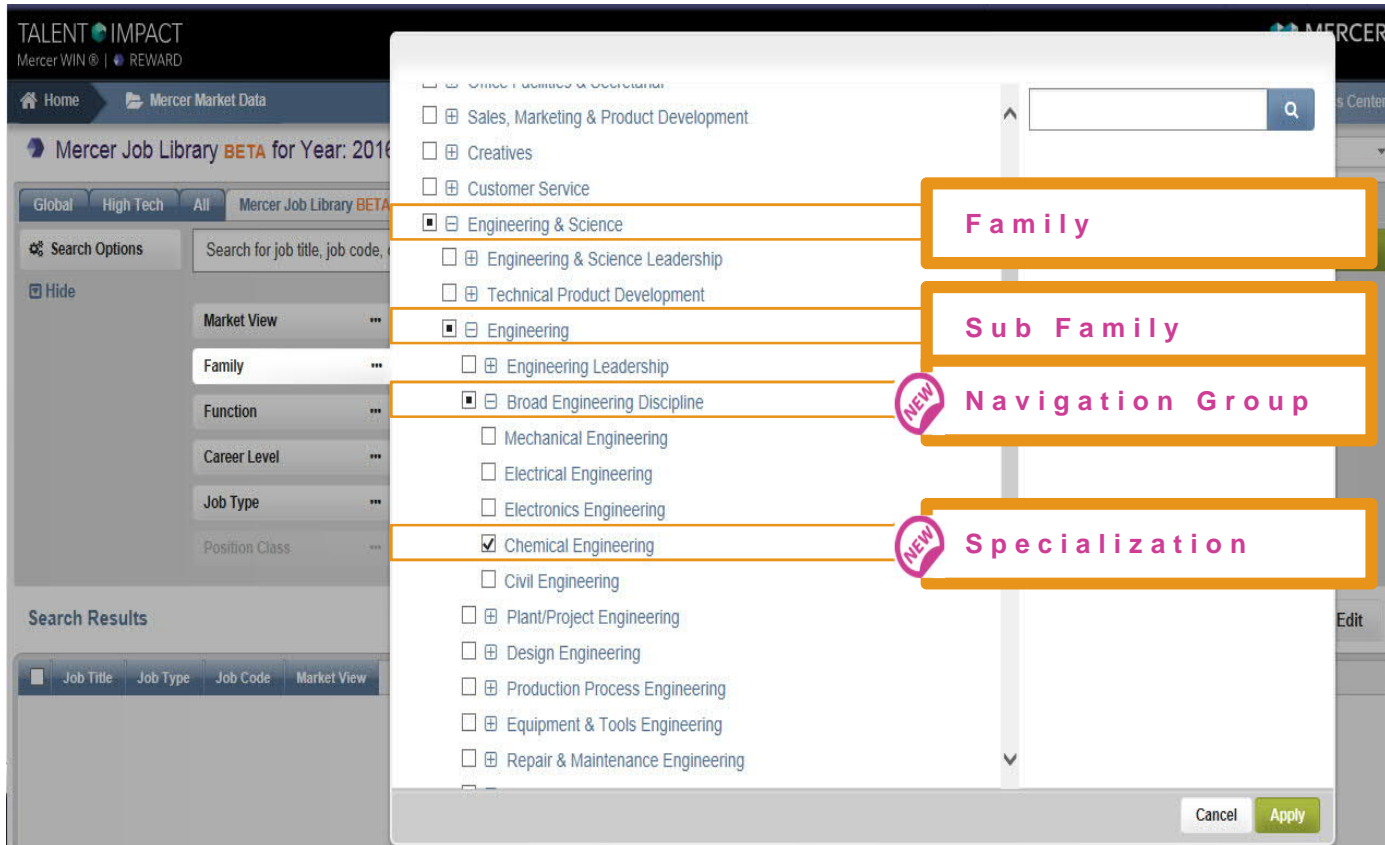 TALENT IMPACT
MERCER
Mercer WIN ® | REWARD
Home
Mercer Market Data
s Center
Mercer Job Library BETA for Year: 2016
Global
High Tech
All
Mercer Job Library BETA
Search Options
Search for job title, job code,
Hide
Market View
Family
Function
Career Level
Job Type
Position Class
Search Results
Edit
Job Title
Job Type
Job Code
Market View
Office Facilities & Secretarial
Sales, Marketing & Product Development
Creatives
Customer Service
Engineering & Science
Family
Engineering & Science Leadership
Technical Product Development
Engineering
Sub Family
Engineering Leadership
Broad Engineering Discipline
NEW
Navigation Group
Mechanical Engineering
Electrical Engineering
Electronics Engineering
Chemical Engineering
NEW
Specialization
Civil Engineering
Plant/Project Engineering
Design Engineering
Production Process Engineering
Equipment & Tools Engineering
Repair & Maintenance Engineering
Cancel
Apply